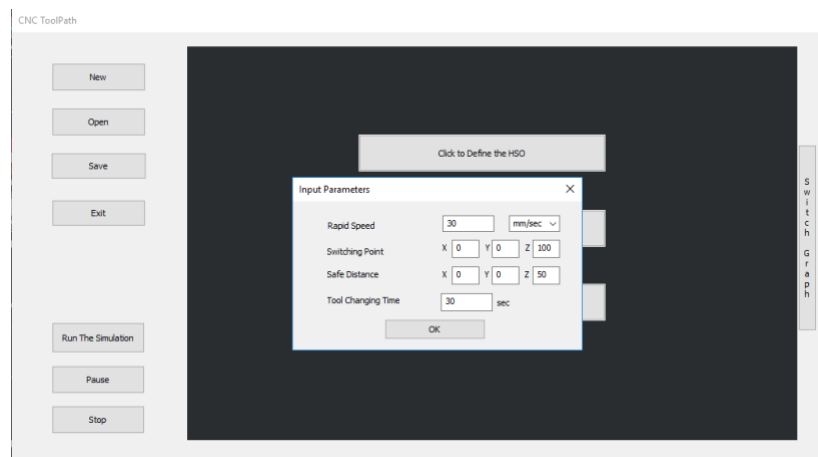 CNC ToolPath
New
Open
Save
Exit
Run The Simulation
Pause
Stop
Click to Define the HSO
Input Parameters
Rapid Speed 30 mm/sec
Switching Point X 0 Y 0 Z 100
Safe Distance X 0 Y 0 Z 50
Tool Changing Time 30 sec
OK
Switch Graph